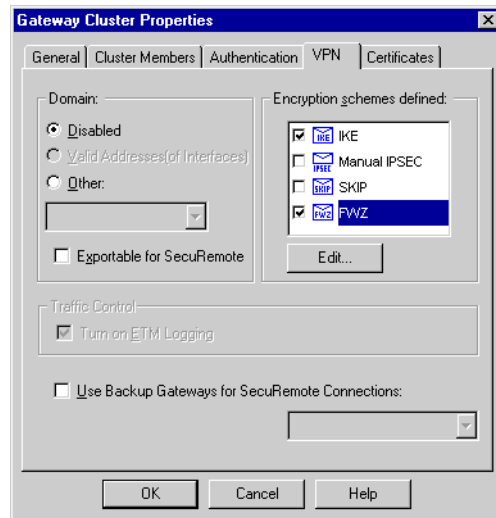 Gateway Cluster Properties
General Cluster Members Authentication VPN Certificates
Domain:
Disabled
Valid Addresses(of Interfaces)
Other:
Exportable for SecuRemote
Encryption schemes defined:
IKE IKE
IPSEC Manual IPSEC
SKIP SKIP
FWZ FWZ
Edit...
Traffic Control
Turn on ETM Logging
Use Backup Gateways for SecuRemote Connections:
OK Cancel Help